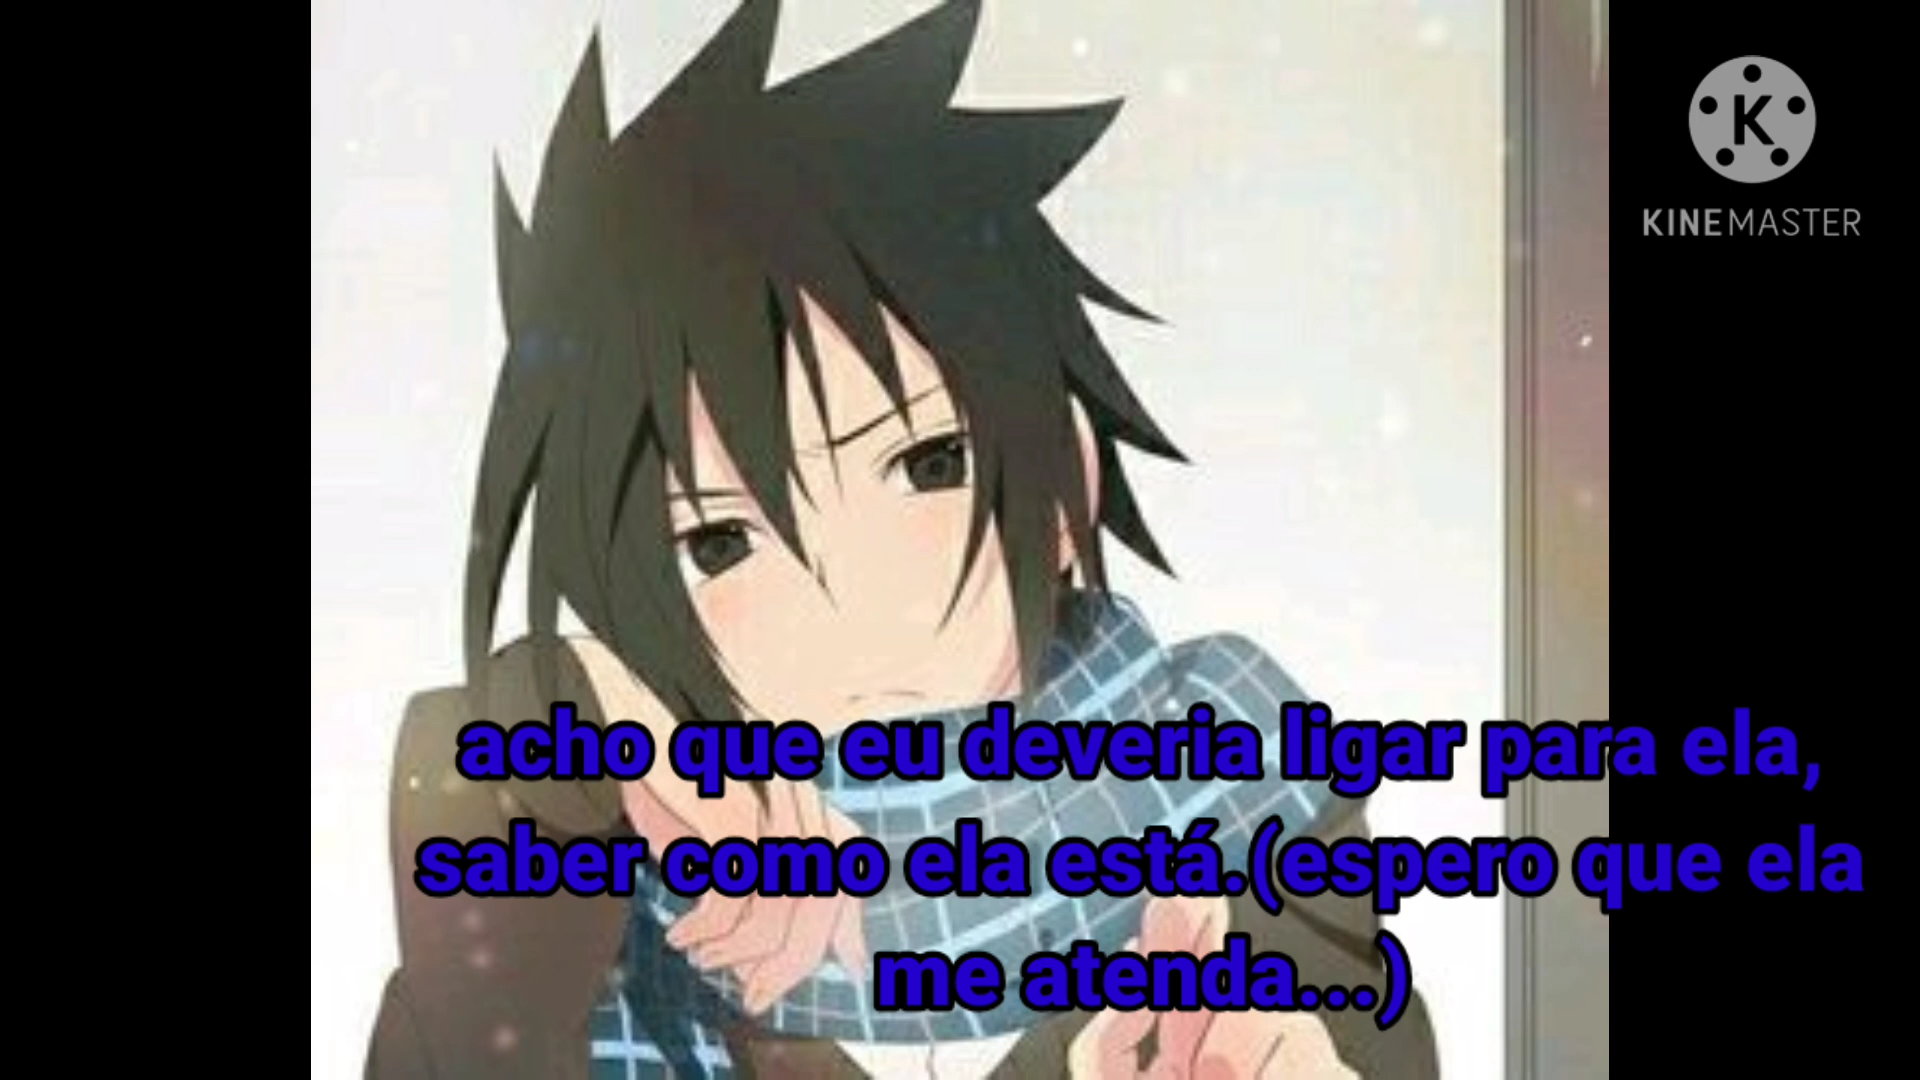 K
KINEMASTER
acho que eu deveria ligar para ela,
saber como ela está.(espero que ela
me atenda...)